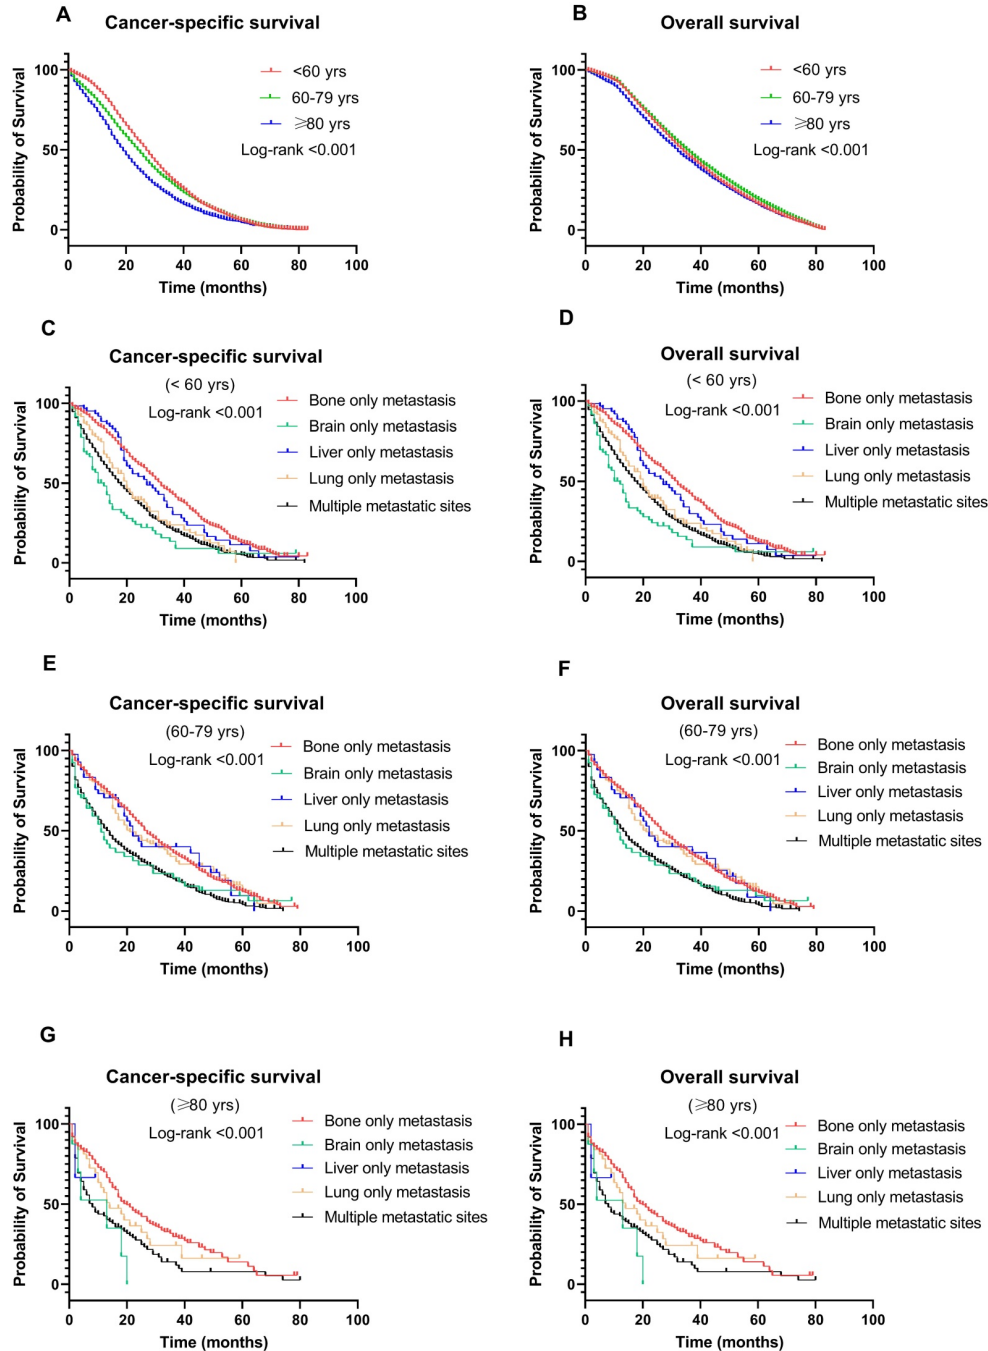 A
Cancer-specific survival
Probability of Survival
100
50
0
<60 yrs
60-79 yrs
⩾80 yrs
Log-rank <0.001
0 20 40 60 80 100
Time (months)
B
Overall survival
Probability of Survival
100
50
0
<60 yrs
60-79 yrs
⩾80 yrs
Log-rank <0.001
0 20 40 60 80 100
Time (months)
C
Cancer-specific survival
(< 60 yrs)
Log-rank <0.001
Probability of Survival
100
50
0
Bone only metastasis
Brain only metastasis
Liver only metastasis
Lung only metastasis
Multiple metastatic sites
0 20 40 60 80 100
Time (months)
D
Overall survival
(< 60 yrs)
Log-rank <0.001
Probability of Survival
100
50
0
Bone only metastasis
Brain only metastasis
Liver only metastasis
Lung only metastasis
Multiple metastatic sites
0 20 40 60 80 100
Time (months)
E
Cancer-specific survival
(60-79 yrs)
Log-rank <0.001
Probability of Survival
100
50
0
Bone only metastasis
Brain only metastasis
Liver only metastasis
Lung only metastasis
Multiple metastatic sites
0 20 40 60 80 100
Time (months)
F
Overall survival
(60-79 yrs)
Log-rank <0.001
Probability of Survival
100
50
0
Bone only metastasis
Brain only metastasis
Liver only metastasis
Lung only metastasis
Multiple metastatic sites
0 20 40 60 80 100
Time (months)
G
Cancer-specific survival
(⩾80 yrs)
Log-rank <0.001
Probability of Survival
100
50
0
Bone only metastasis
Brain only metastasis
Liver only metastasis
Lung only metastasis
Multiple metastatic sites
0 20 40 60 80 100
Time (months)
H
Overall survival
(⩾80 yrs)
Log-rank <0.001
Probability of Survival
100
50
0
Bone only metastasis
Brain only metastasis
Liver only metastasis
Lung only metastasis
Multiple metastatic sites
0 20 40 60 80 100
Time (months)